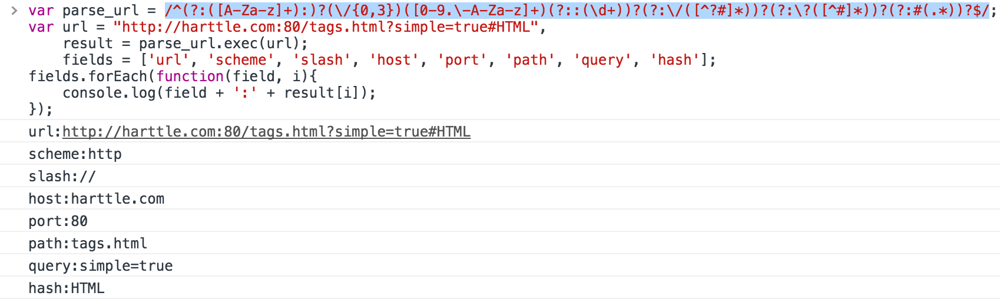 > var parse_url = /^(?:([A-Za-z]+):)?(\/{0,3})([0-9.\-A-Za-z]+)(?::(\d+))?(?:\/([^?#]*))?(?:\?([^#]*))?(?:#(.*))?$/;
var url = "http://harttle.com:80/tags.html?simple=true#HTML",
    result = parse_url.exec(url);
    fields = ['url', 'scheme', 'slash', 'host', 'port', 'path', 'query', 'hash'];
fields.forEach(function(field, i){
    console.log(field + ':' + result[i]);
});
url:http://harttle.com:80/tags.html?simple=true#HTML
scheme:http
slash://
host:harttle.com
port:80
path:tags.html
query:simple=true
hash:HTML